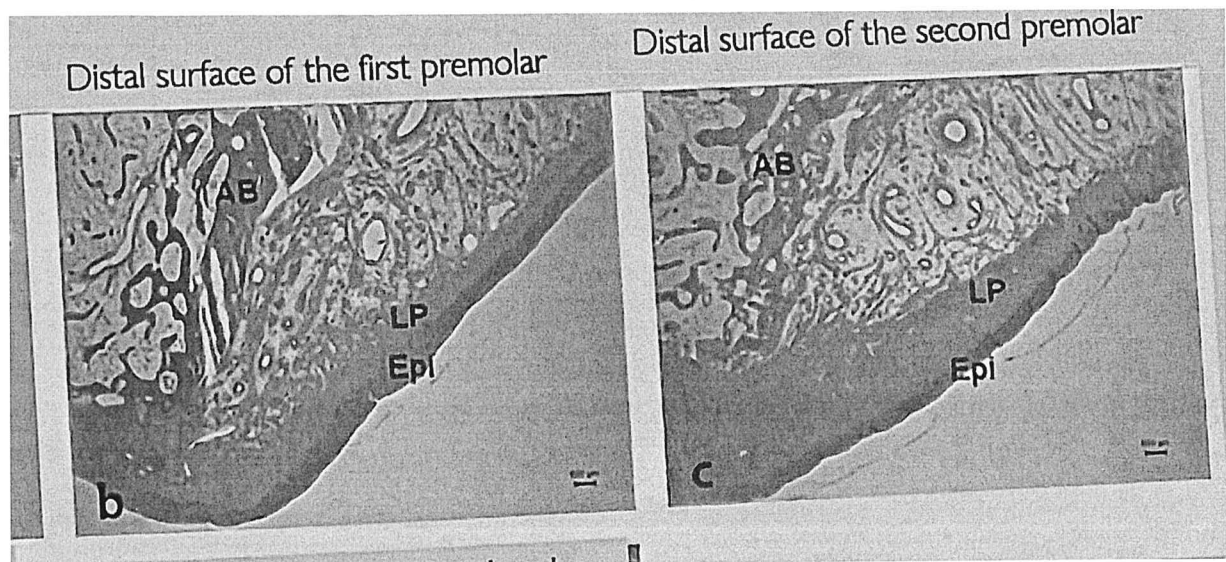 Distal surface of the first premolar
Distal surface of the second premolar
AB
LP
Epi
b
AB
LP
Epi
c